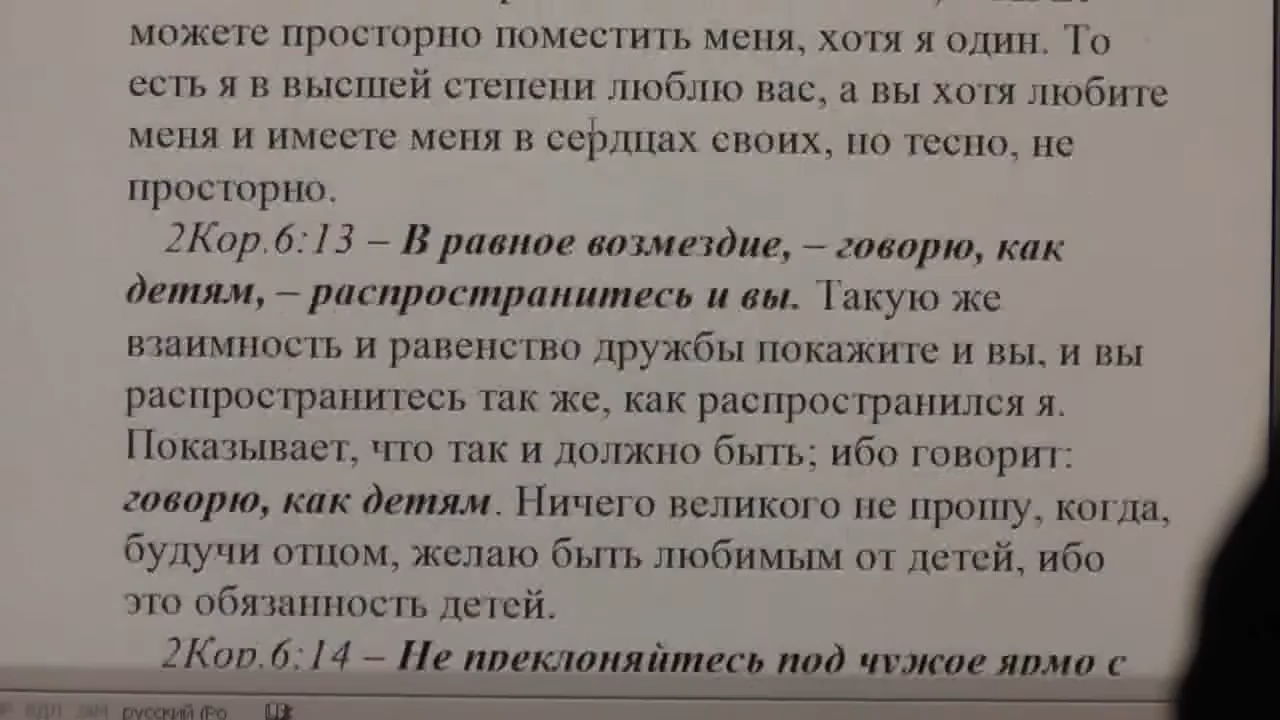 можете просторно поместить меня, хотя я один. То
есть я в высшей степени люблю вас, а вы хотя любите
меня и имеете меня в сердцах своих, но тесно, не
просторно.
2Кор.6:13 – В равное возмездие, – говорю, как
детям, – распространитесь и вы. Такую же
взаимность и равенство дружбы покажите и вы, и вы
распространитесь так же, как распространился я.
Показывает, что так и должно быть; ибо говорит:
говорю, как детям. Ничего великого не прошу, когда,
будучи отцом, желаю быть любимым от детей, ибо
это обязанность детей.
2Кор.6:14 – Не преклоняйтесь под чужое ярмо с
ВДЛ ЗАМ русский (Ро